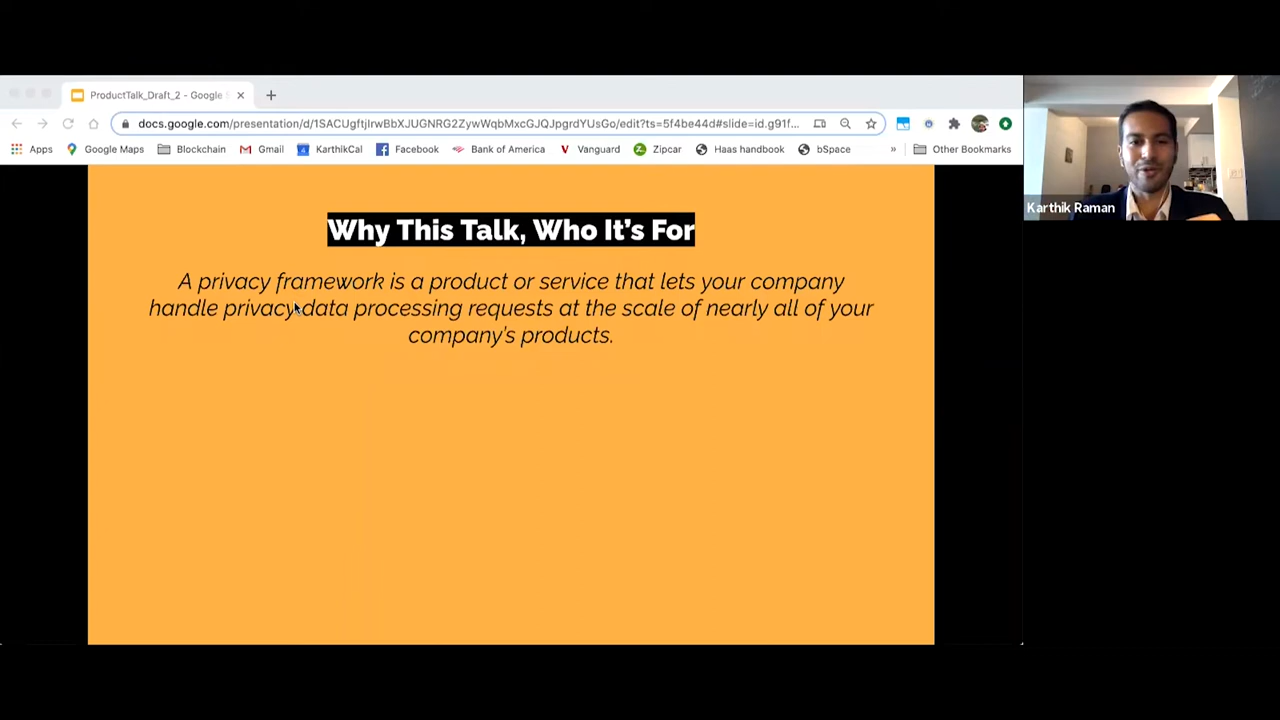 ProductTalk_Draft_2 - Google S
docs.google.com/presentation/d/1SACUgftjIrwBbXJUGNRG2ZywWqbMxcGJQJpgrdYUsGo/edit?ts=5f4be44d#slide=id.g91f...
Apps Google Maps Blockchain Gmail KarthikCal Facebook Bank of America Vanguard Zipcar Haas handbook bSpace » Other Bookmarks
Karthik Raman
Why This Talk, Who It's For
A privacy framework is a product or service that lets your company
handle privacy data processing requests at the scale of nearly all of your
company's products.